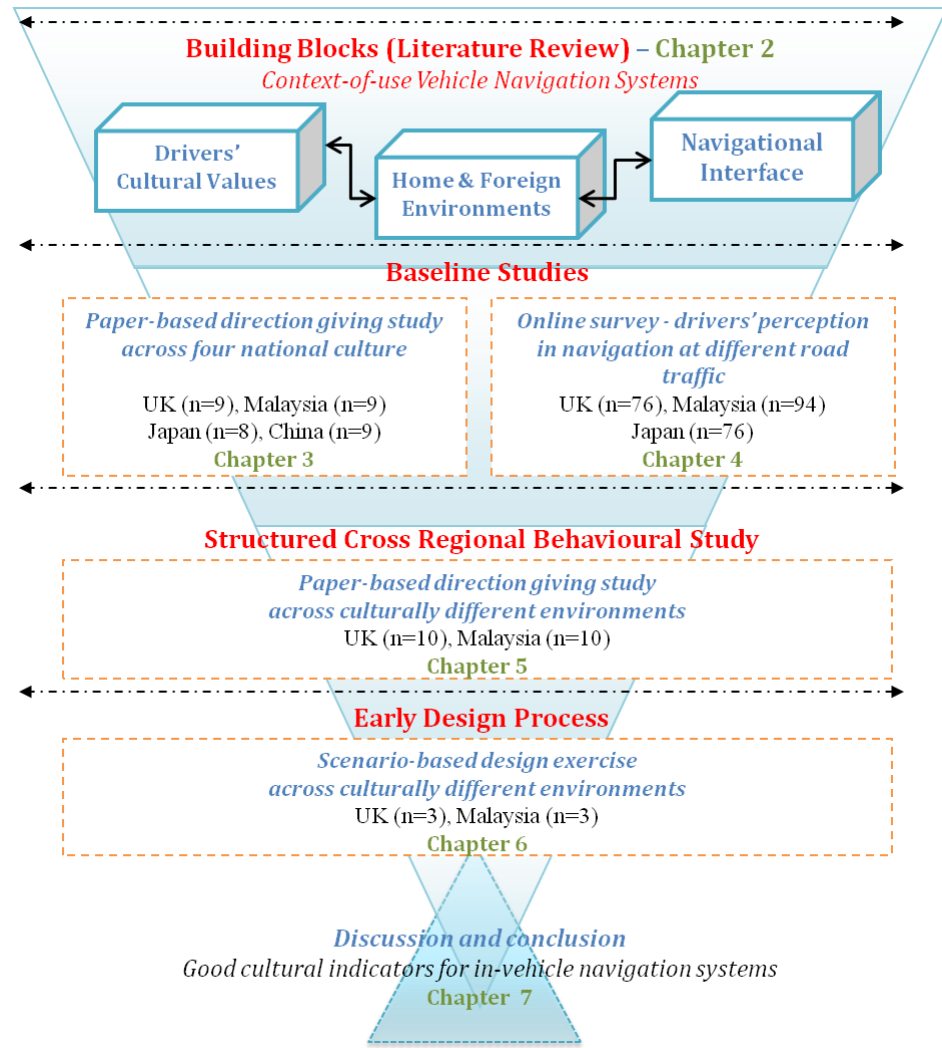 Building Blocks (Literature Review) – Chapter 2
Context-of-use Vehicle Navigation Systems
Drivers’
Cultural Values
Home & Foreign
Environments
Navigational
Interface
Baseline Studies
Paper-based direction giving study
across four national culture
UK (n=9), Malaysia (n=9)
Japan (n=8), China (n=9)
Chapter 3
Online survey - drivers’ perception
in navigation at different road
traffic
UK (n=76), Malaysia (n=94)
Japan (n=76)
Chapter 4
Structured Cross Regional Behavioural Study
Paper-based direction giving study
across culturally different environments
UK (n=10), Malaysia (n=10)
Chapter 5
Early Design Process
Scenario-based design exercise
across culturally different environments
UK (n=3), Malaysia (n=3)
Chapter 6
Discussion and conclusion
Good cultural indicators for in-vehicle navigation systems
Chapter 7